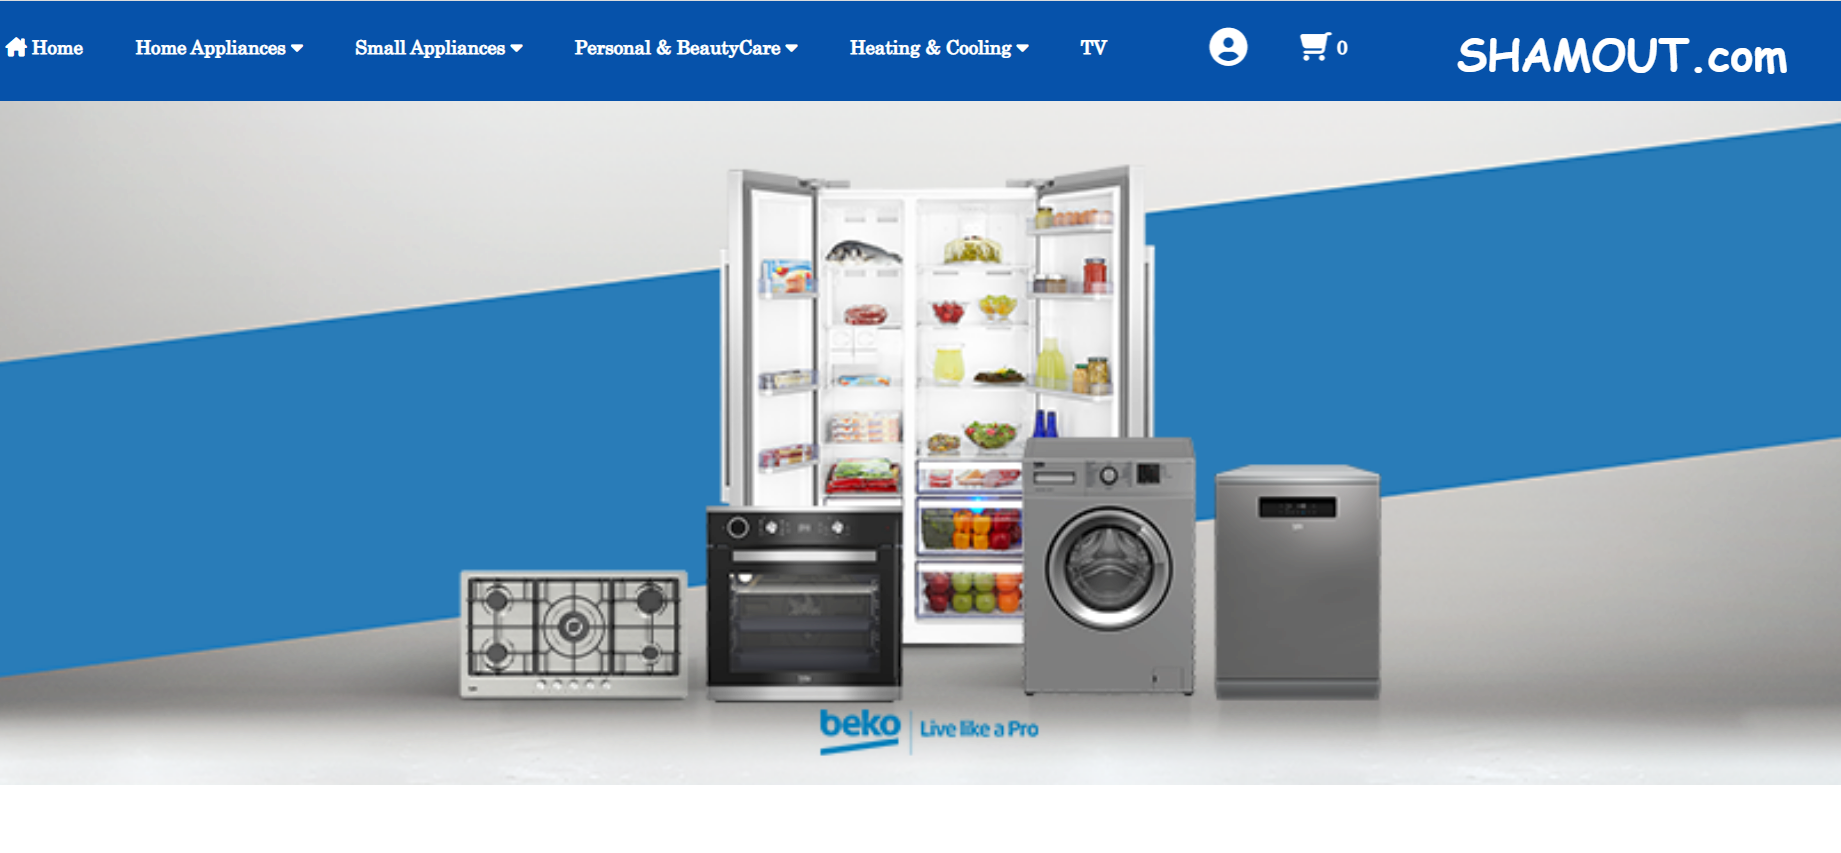 Home
Home Appliances
Small Appliances
Personal & BeautyCare
Heating & Cooling
TV
0
SHAMOUT.com
beko
Live like a Pro